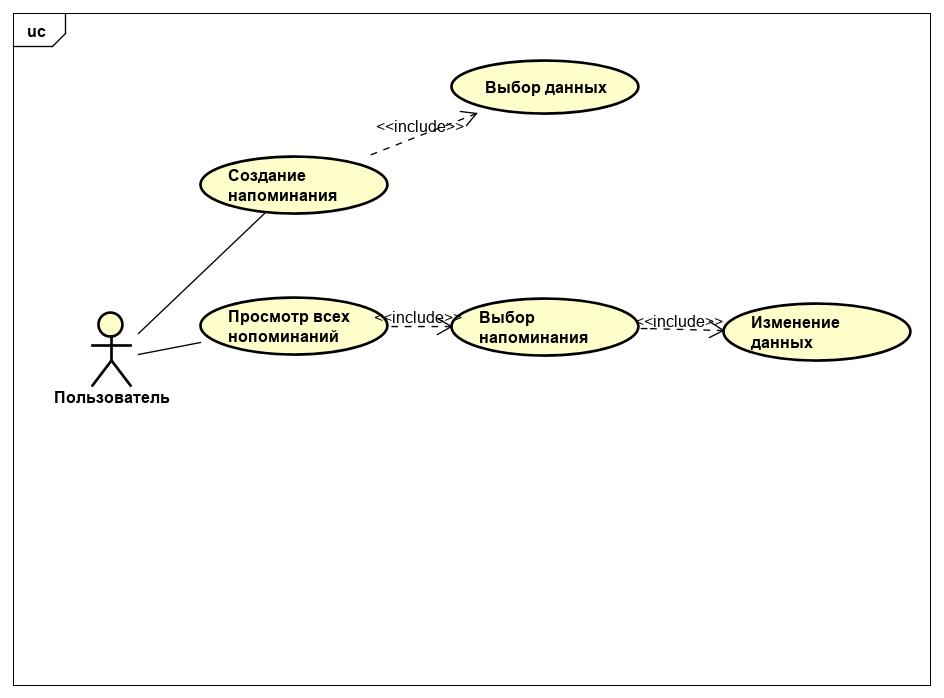 uc
Выбор данных
<<include>>
Создание
напоминания
Просмотр всех
нопоминаний
<<include>>
Выбор
напоминания
<<include>>
Изменение
данных
Пользователь